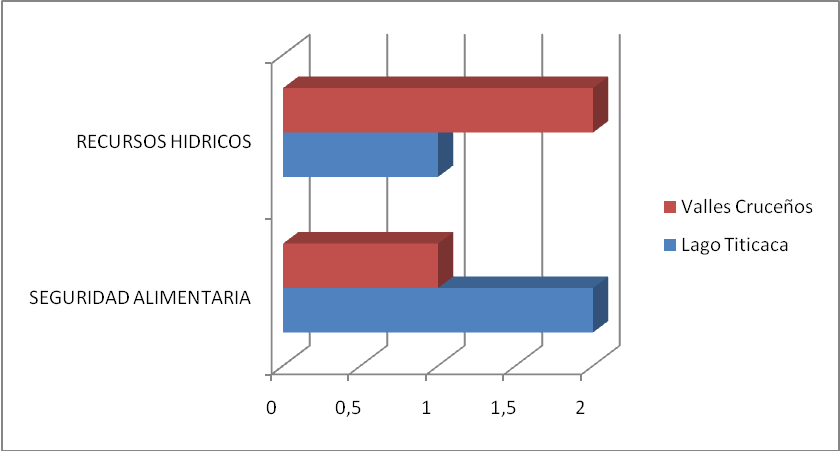 RECURSOS HIDRICOS
SEGURIDAD ALIMENTARIA
Valles Cruceños
Lago Titicaca
0 0,5 1 1,5 2